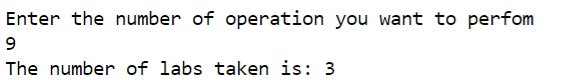 Enter the number of operation you want to perfom
9
The number of labs taken is: 3